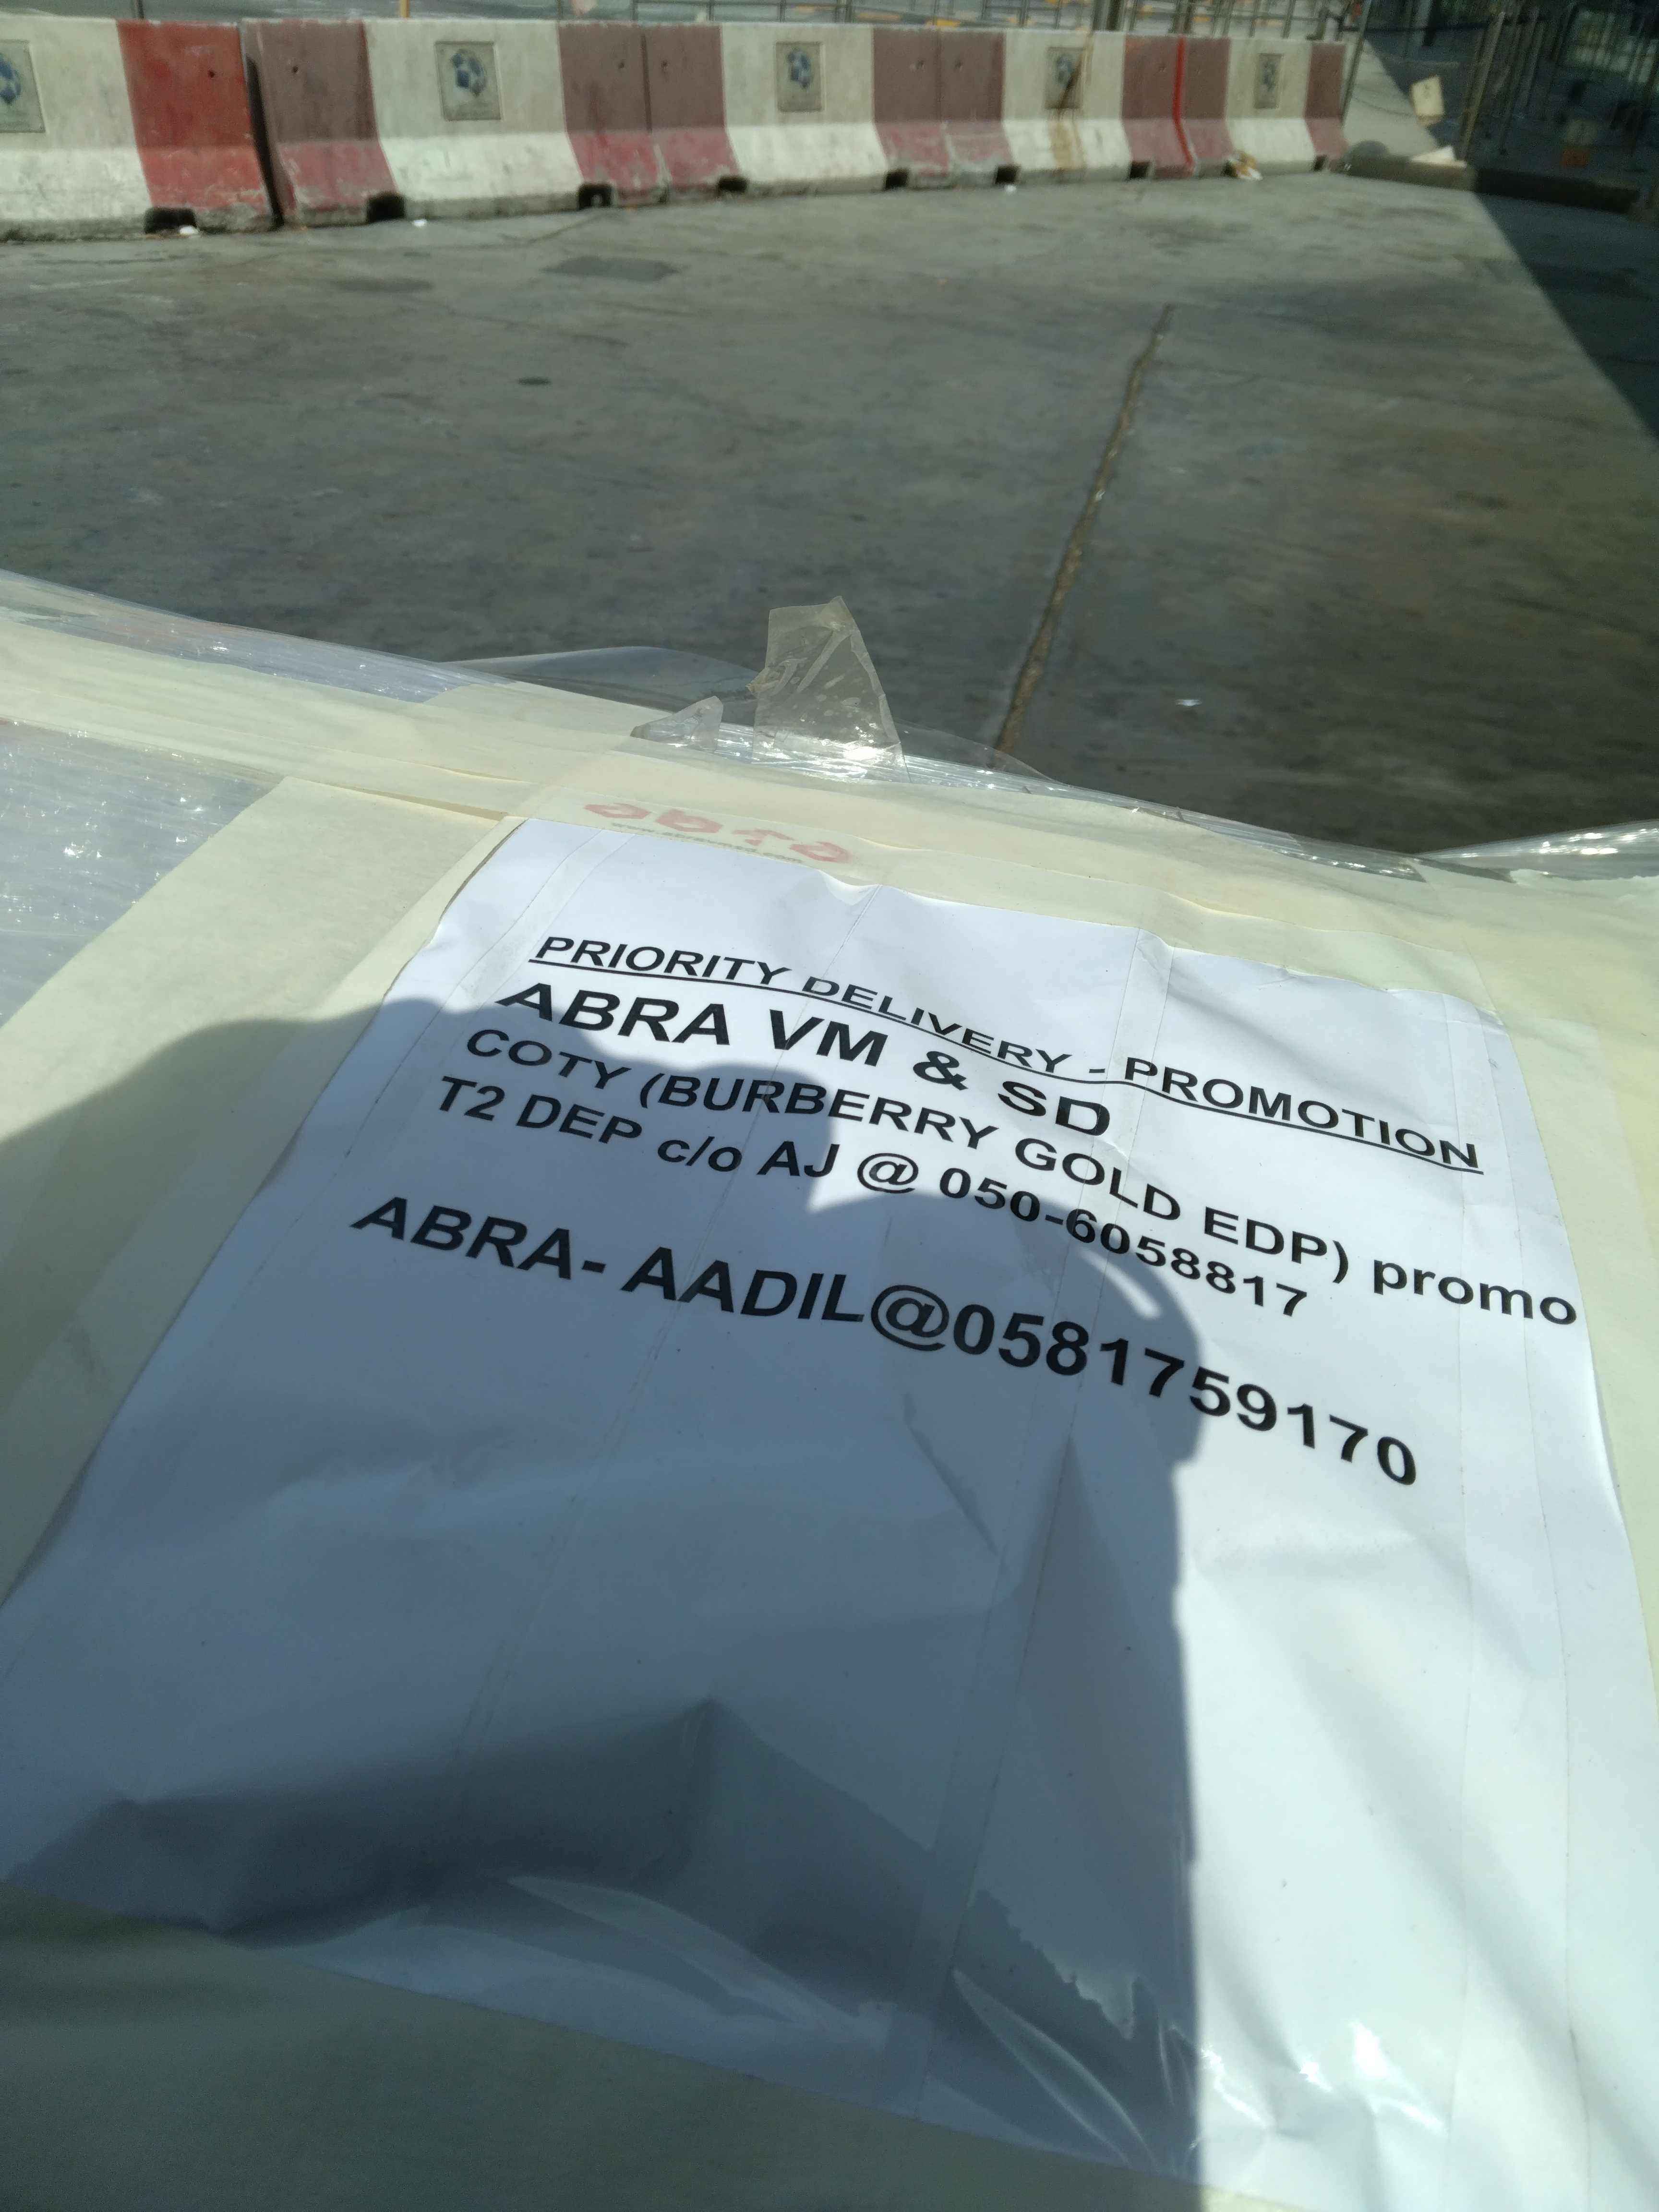 PRIORITY DELIVERY - PROMOTION
ABRA VM & SD
COTY (BURBERRY GOLD EDP) promo
T2 DEP c/o AJ @ 050-6058817
ABRA- AADIL@0581759170